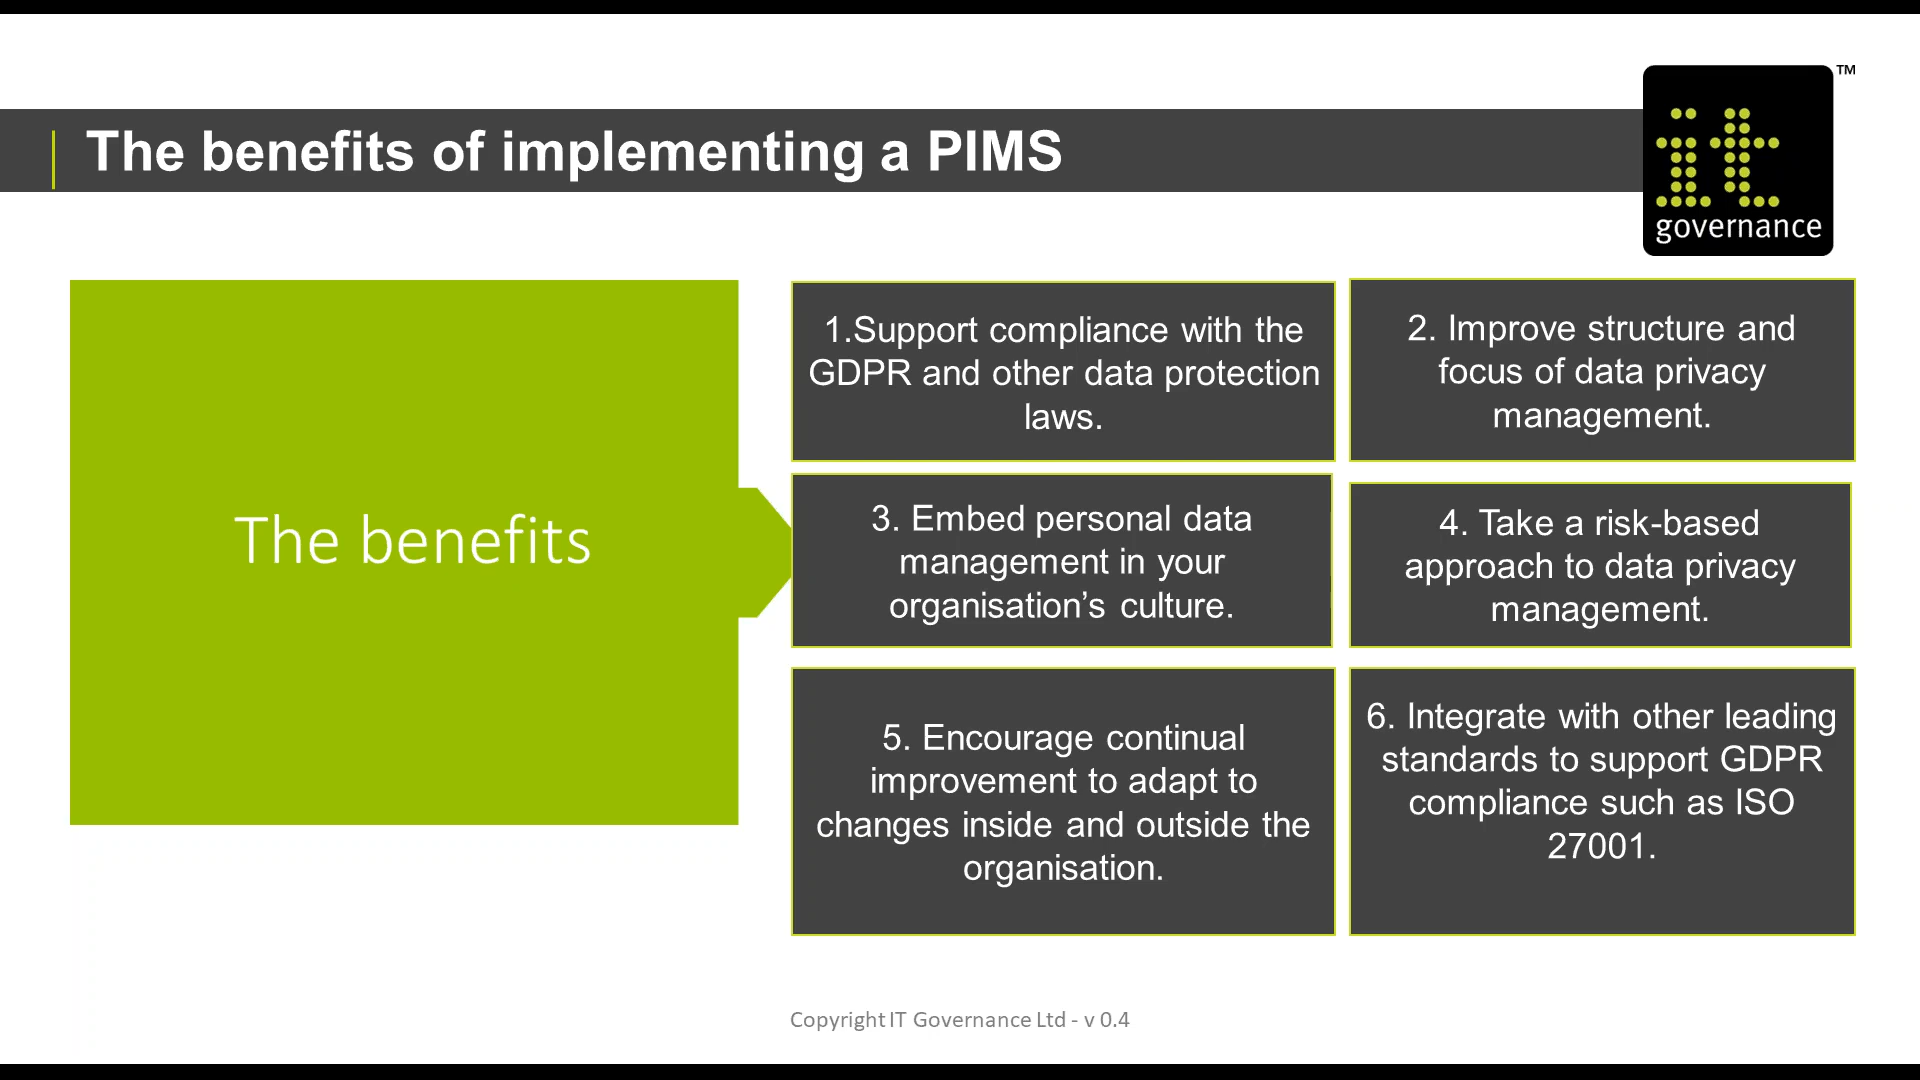 The benefits of implementing a PIMS
TM
it
governance
The benefits
1.Support compliance with the
GDPR and other data protection
laws.
2. Improve structure and
focus of data privacy
management.
3. Embed personal data
management in your
organisation’s culture.
4. Take a risk-based
approach to data privacy
management.
5. Encourage continual
improvement to adapt to
changes inside and outside the
organisation.
6. Integrate with other leading
standards to support GDPR
compliance such as ISO
27001.
Copyright IT Governance Ltd - v 0.4